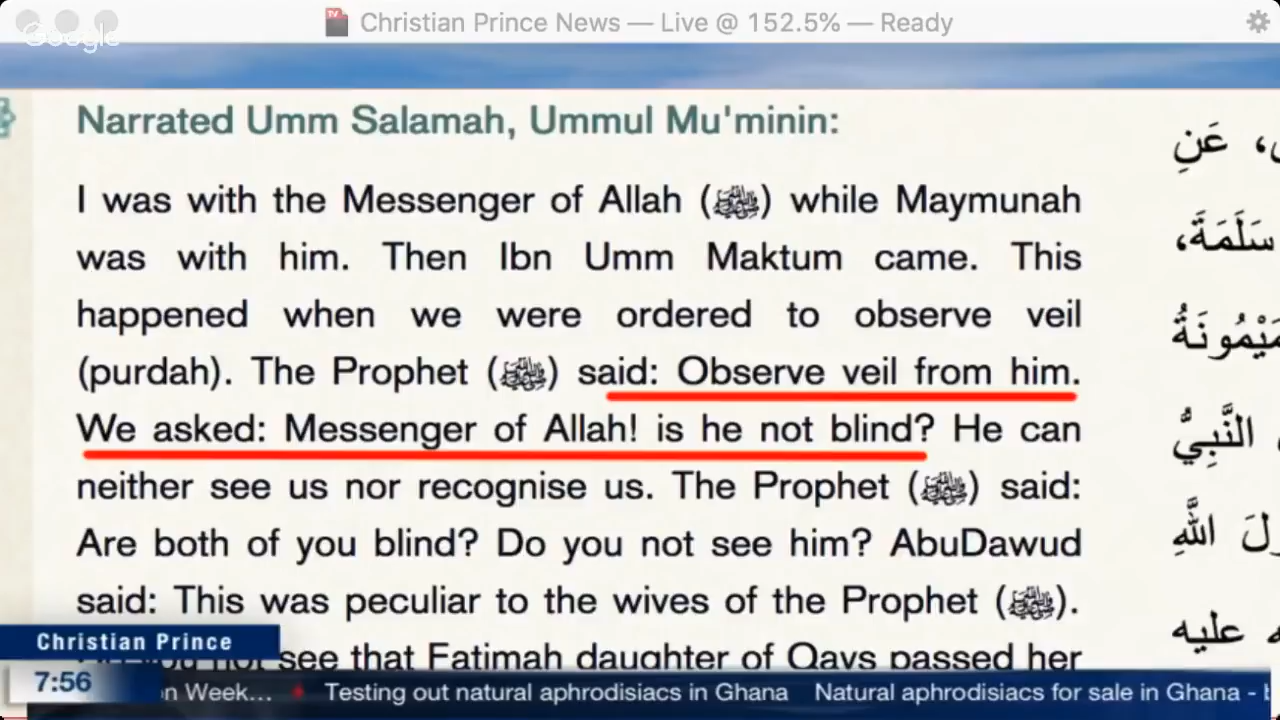 Christian Prince News — Live @ 152.5% — Ready
Google
Narrated Umm Salamah, Ummul Mu'minin:
I was with the Messenger of Allah (ﷺ) while Maymunah
was with him. Then Ibn Umm Maktum came. This
happened when we were ordered to observe veil
(purdah). The Prophet (ﷺ) said: Observe veil from him.
We asked: Messenger of Allah! is he not blind? He can
neither see us nor recognise us. The Prophet (ﷺ) said:
Are both of you blind? Do you not see him? AbuDawud
said: This was peculiar to the wives of the Prophet (ﷺ).
see that Fatimah daughter of Qays passed her
، عَنِ
سَلَمَةَ،
النَّبِيُّ
اللَّهِ
عليه
Christian Prince
7:56
on Week... Testing out natural aphrodisiacs in Ghana Natural aphrodisiacs for sale in Ghana -